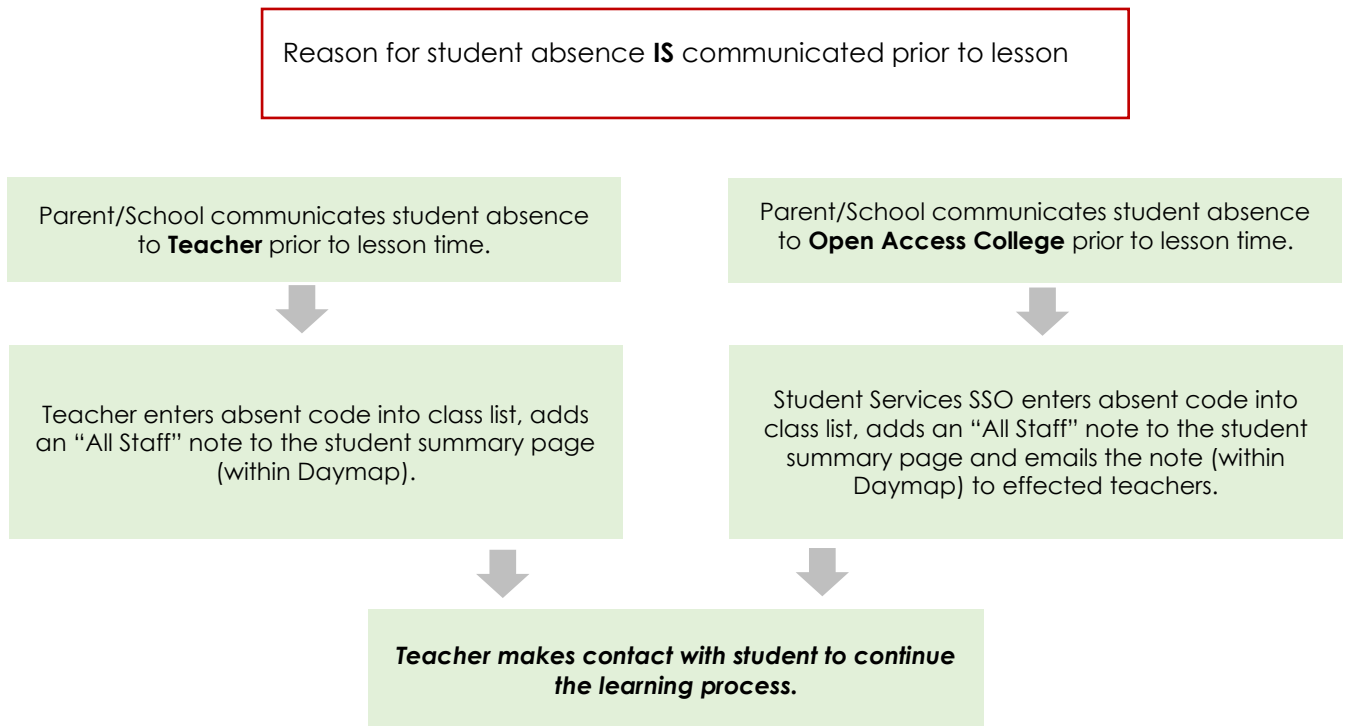 Reason for student absence IS communicated prior to lesson
Parent/School communicates student absence
to Teacher prior to lesson time.
Parent/School communicates student absence
to Open Access College prior to lesson time.
Teacher enters absent code into class list, adds
an “All Staff” note to the student summary page
(within Daymap).
Student Services SSO enters absent code into
class list, adds an “All Staff” note to the student
summary page and emails the note (within
Daymap) to effected teachers.
Teacher makes contact with student to continue
the learning process.